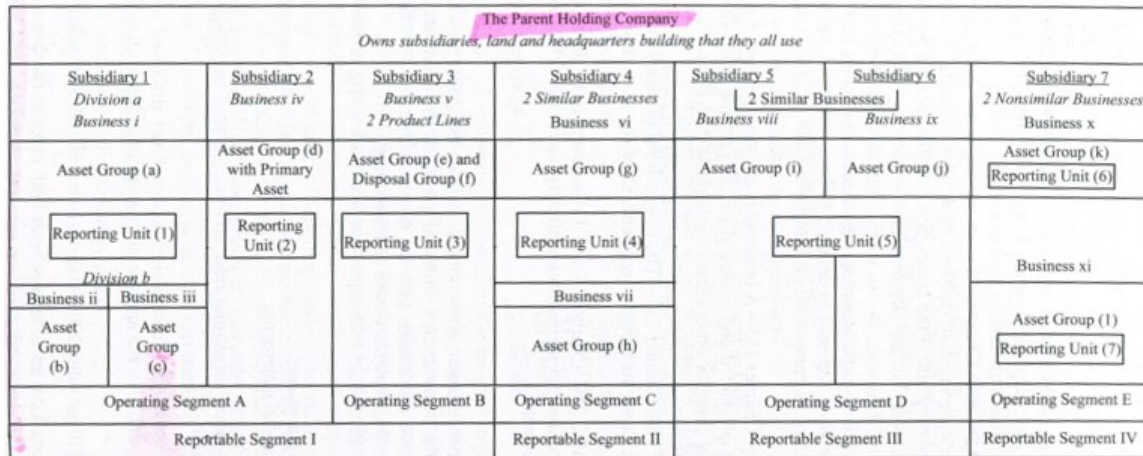 The Parent Holding Company
Owns subsidiaries, land and headquarters building that they all use
Subsidiary 1
Division a
Business i
Subsidiary 2
Business iv
Subsidiary 3
Business v
2 Product Lines
Subsidiary 4
2 Similar Businesses
Business vi
Subsidiary 5
Subsidiary 6
2 Similar Businesses
Business viii
Business ix
Subsidiary 7
2 Nonsimilar Businesses
Business x
Asset Group (a)
Asset Group (d)
with Primary
Asset
Asset Group (e) and
Disposal Group (f)
Asset Group (g)
Asset Group (i)
Asset Group (j)
Asset Group (k)
Reporting Unit (6)
Reporting Unit (1)
Reporting
Unit (2)
Reporting Unit (3)
Reporting Unit (4)
Reporting Unit (5)
Business xi
Division b
Business ii
Business iii
Business vii
Asset
Group
(b)
Asset
Group
(c)
Asset Group (h)
Asset Group (1)
Reporting Unit (7)
Operating Segment A
Operating Segment B
Operating Segment C
Operating Segment D
Operating Segment E
Reportable Segment I
Reportable Segment II
Reportable Segment III
Reportable Segment IV